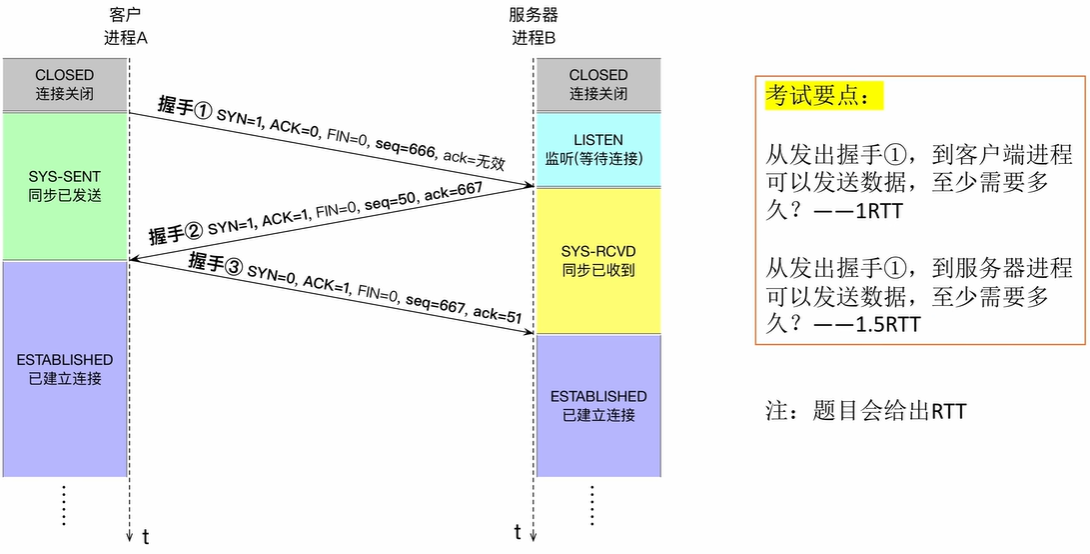 客户
进程A
服务器
进程B
CLOSED
连接关闭
CLOSED
连接关闭
握手① SYN=1, ACK=0, FIN=0, seq=666, ack=无效
LISTEN
监听(等待连接)
SYS-SENT
同步已发送
握手② SYN=1, ACK=1, FIN=0, seq=50, ack=667
SYS-RCVD
同步已收到
握手③ SYN=0, ACK=1, FIN=0, seq=667, ack=51
ESTABLISHED
已建立连接
ESTABLISHED
已建立连接
t
t
考试要点：
从发出握手①，到客户端进程
可以发送数据，至少需要多
久？——1RTT
从发出握手①，到服务器进程
可以发送数据，至少需要多
久？——1.5RTT
注：题目会给出RTT